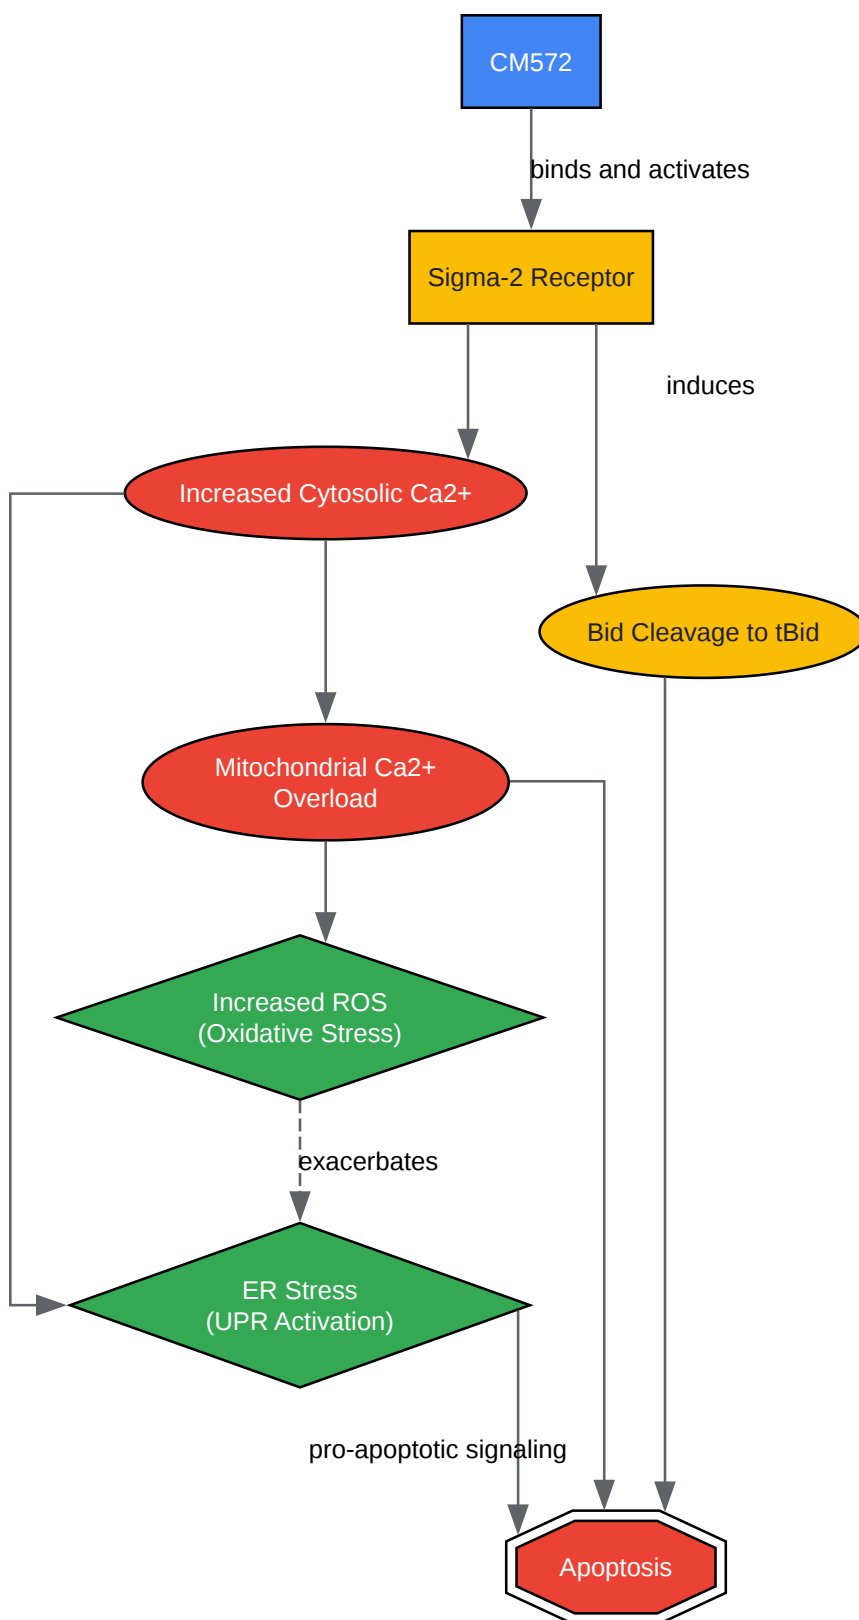 CM572
binds and activates
Sigma-2 Receptor
induces
Increased Cytosolic Ca2+
Bid Cleavage to tBid
Mitochondrial Ca2+
Overload
Increased ROS
(Oxidative Stress)
exacerbates
ER Stress
(UPR Activation)
pro-apoptotic signaling
Apoptosis